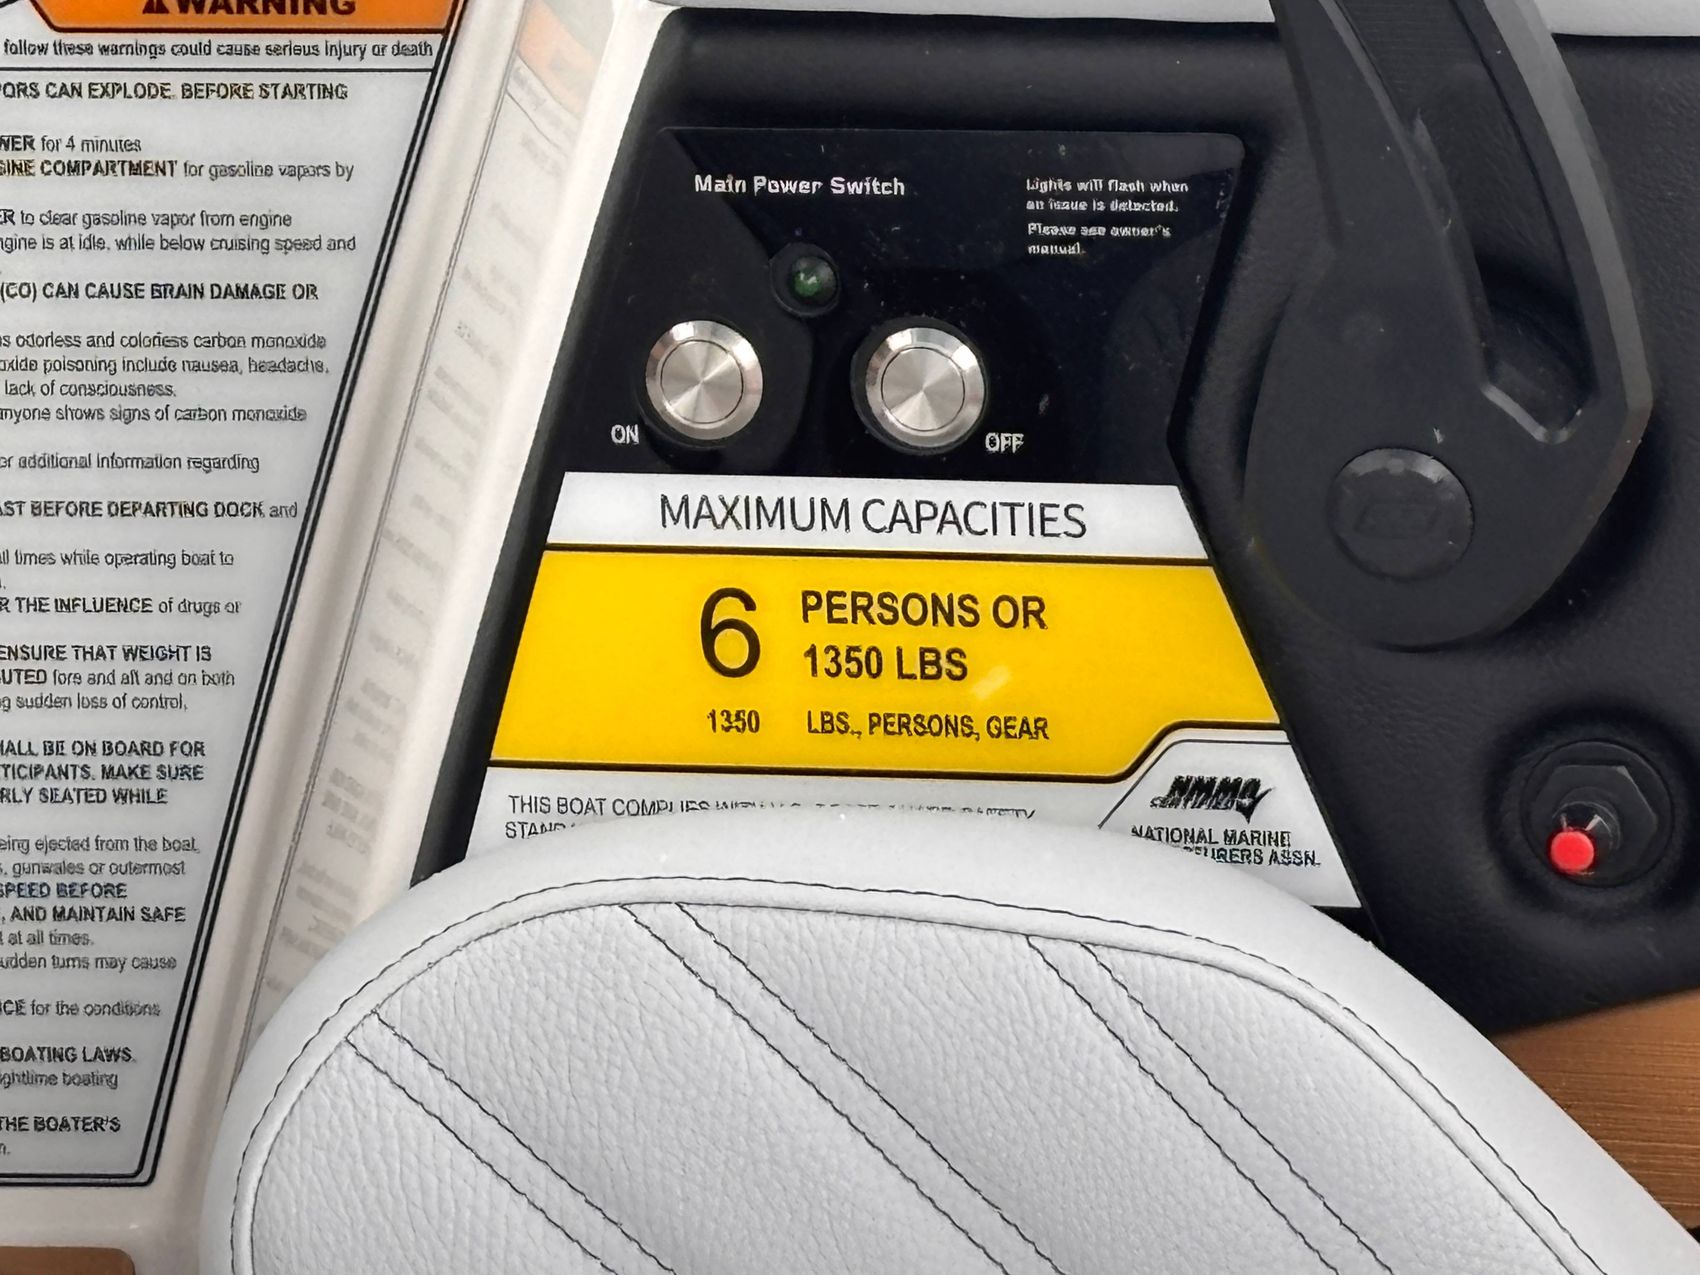 WARNING
follow these warnings could cause serious injury or death
ORS CAN EXPLODE. BEFORE STARTING
WER for 4 minutes
GINE COMPARTMENT for gasoline vapors by
ER to clear gasoline vapor from engine
ngine is at idle, while below cruising speed and
(CO) CAN CAUSE BRAIN DAMAGE OR
s odorless and colorless carbon monoxide
oxide poisoning include nausea, headache,
lack of consciousness.
nyone shows signs of carbon monoxide
or additional information regarding
AST BEFORE DEPARTING DOCK and
ll times while operating boat to
R THE INFLUENCE of drugs or
ENSURE THAT WEIGHT IS
UTED fore and aft and on both
g sudden loss of control,
HALL BE ON BOARD FOR
TICIPANTS. MAKE SURE
RLY SEATED WHILE
eing ejected from the boat,
s, gunwales or outermost
SPEED BEFORE
, AND MAINTAIN SAFE
at all times.
udden turns may cause
CE for the conditions
BOATING LAWS.
ghttime boating
THE BOATER'S
n.
Main Power Switch
Lights will flash when
an issue is detected.
Please see owner's
manual.
ON
OFF
MAXIMUM CAPACITIES
6 PERSONS OR
1350 LBS
1350 LBS., PERSONS, GEAR
THIS BOAT COMPLIES
NMMA
CERTIFIED
NATIONAL MARINE
URERS ASSN.